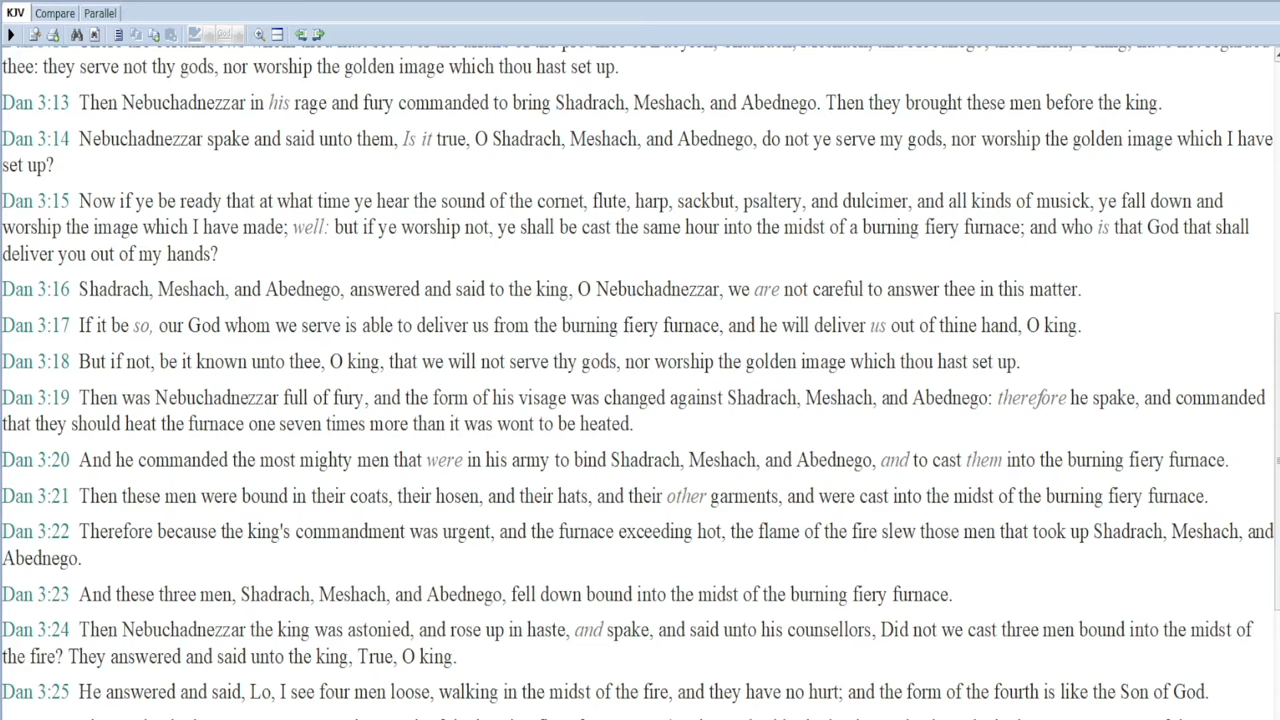 KJV Compare Parallel
thee: they serve not thy gods, nor worship the golden image which thou hast set up.
Dan 3:13 Then Nebuchadnezzar in his rage and fury commanded to bring Shadrach, Meshach, and Abednego. Then they brought these men before the king.
Dan 3:14 Nebuchadnezzar spake and said unto them, Is it true, O Shadrach, Meshach, and Abednego, do not ye serve my gods, nor worship the golden image which I have
set up?
Dan 3:15 Now if ye be ready that at what time ye hear the sound of the cornet, flute, harp, sackbut, psaltery, and dulcimer, and all kinds of musick, ye fall down and
worship the image which I have made; well: but if ye worship not, ye shall be cast the same hour into the midst of a burning fiery furnace; and who is that God that shall
deliver you out of my hands?
Dan 3:16 Shadrach, Meshach, and Abednego, answered and said to the king, O Nebuchadnezzar, we are not careful to answer thee in this matter.
Dan 3:17 If it be so, our God whom we serve is able to deliver us from the burning fiery furnace, and he will deliver us out of thine hand, O king.
Dan 3:18 But if not, be it known unto thee, O king, that we will not serve thy gods, nor worship the golden image which thou hast set up.
Dan 3:19 Then was Nebuchadnezzar full of fury, and the form of his visage was changed against Shadrach, Meshach, and Abednego: therefore he spake, and commanded
that they should heat the furnace one seven times more than it was wont to be heated.
Dan 3:20 And he commanded the most mighty men that were in his army to bind Shadrach, Meshach, and Abednego, and to cast them into the burning fiery furnace.
Dan 3:21 Then these men were bound in their coats, their hosen, and their hats, and their other garments, and were cast into the midst of the burning fiery furnace.
Dan 3:22 Therefore because the king's commandment was urgent, and the furnace exceeding hot, the flame of the fire slew those men that took up Shadrach, Meshach, and
Abednego.
Dan 3:23 And these three men, Shadrach, Meshach, and Abednego, fell down bound into the midst of the burning fiery furnace.
Dan 3:24 Then Nebuchadnezzar the king was astonied, and rose up in haste, and spake, and said unto his counsellors, Did not we cast three men bound into the midst of
the fire? They answered and said unto the king, True, O king.
Dan 3:25 He answered and said, Lo, I see four men loose, walking in the midst of the fire, and they have no hurt; and the form of the fourth is like the Son of God.